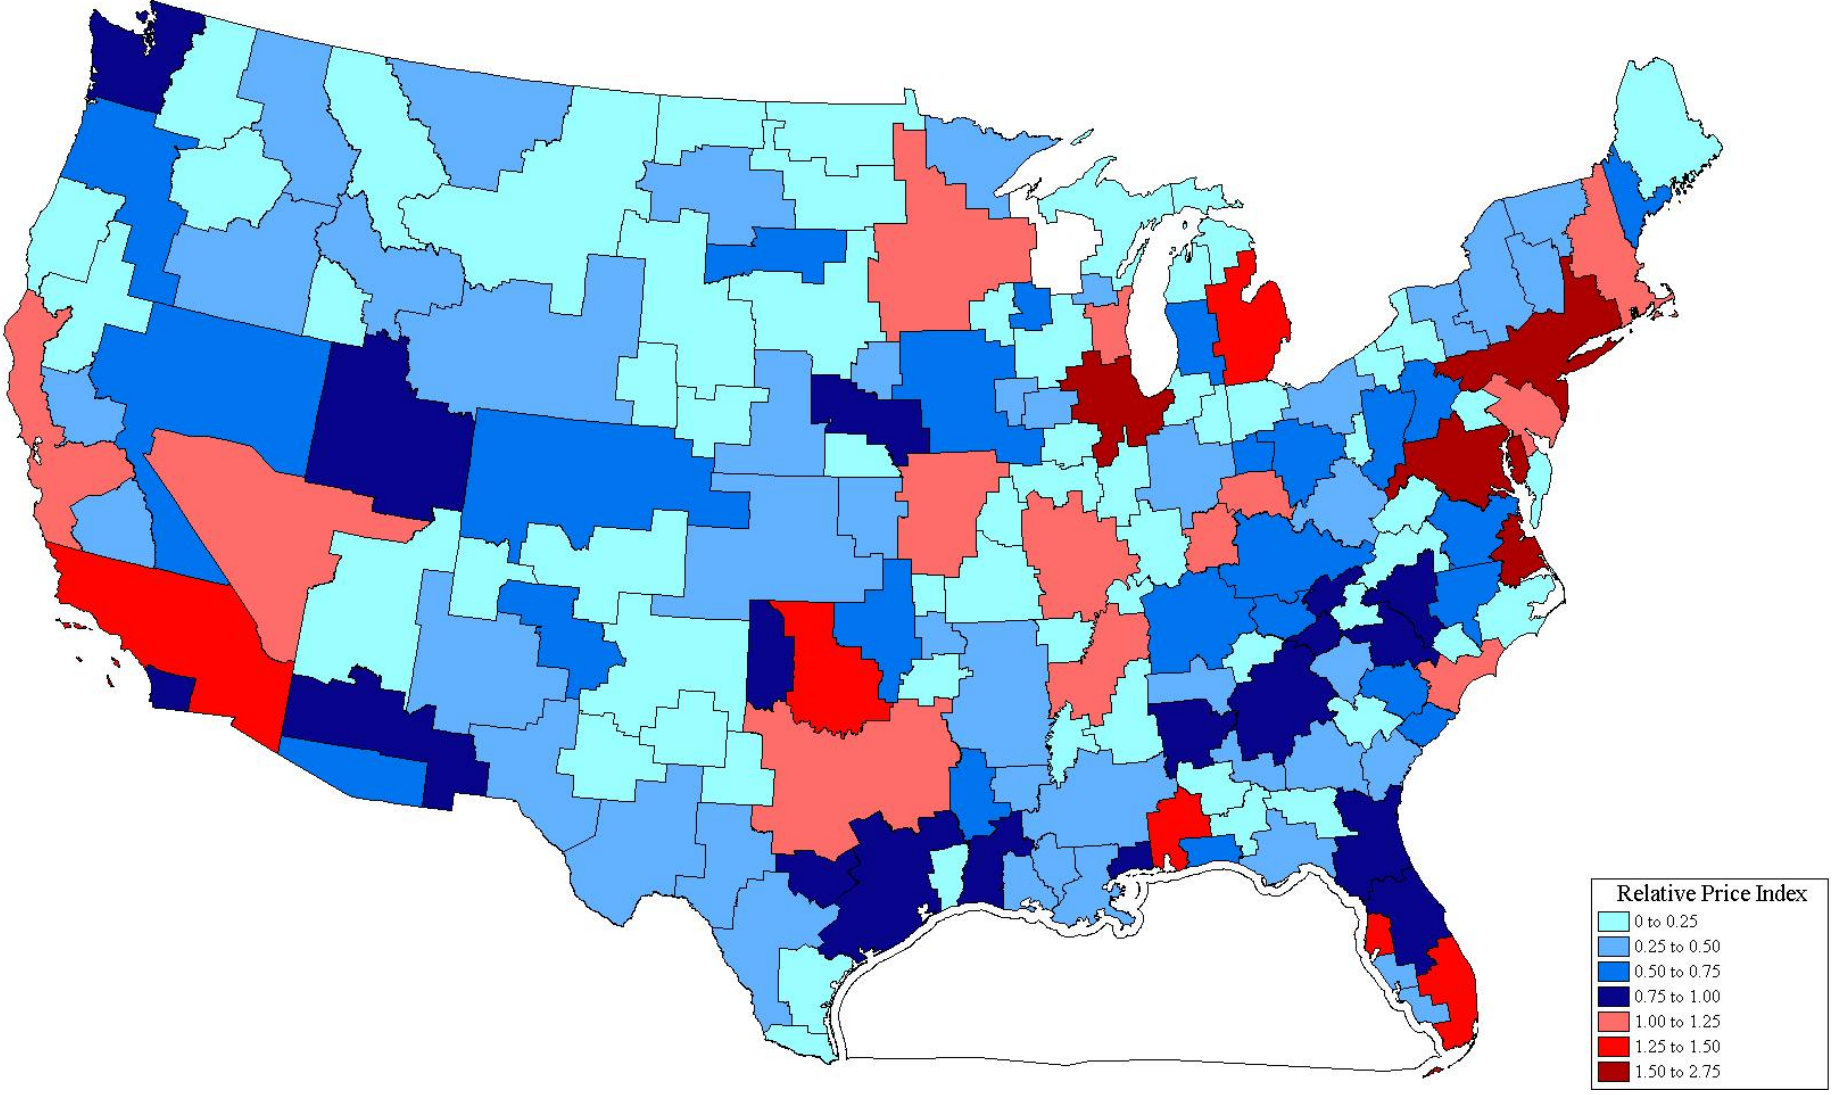 Relative Price Index
0 to 0.25
0.25 to 0.50
0.50 to 0.75
0.75 to 1.00
1.00 to 1.25
1.25 to 1.50
1.50 to 2.75